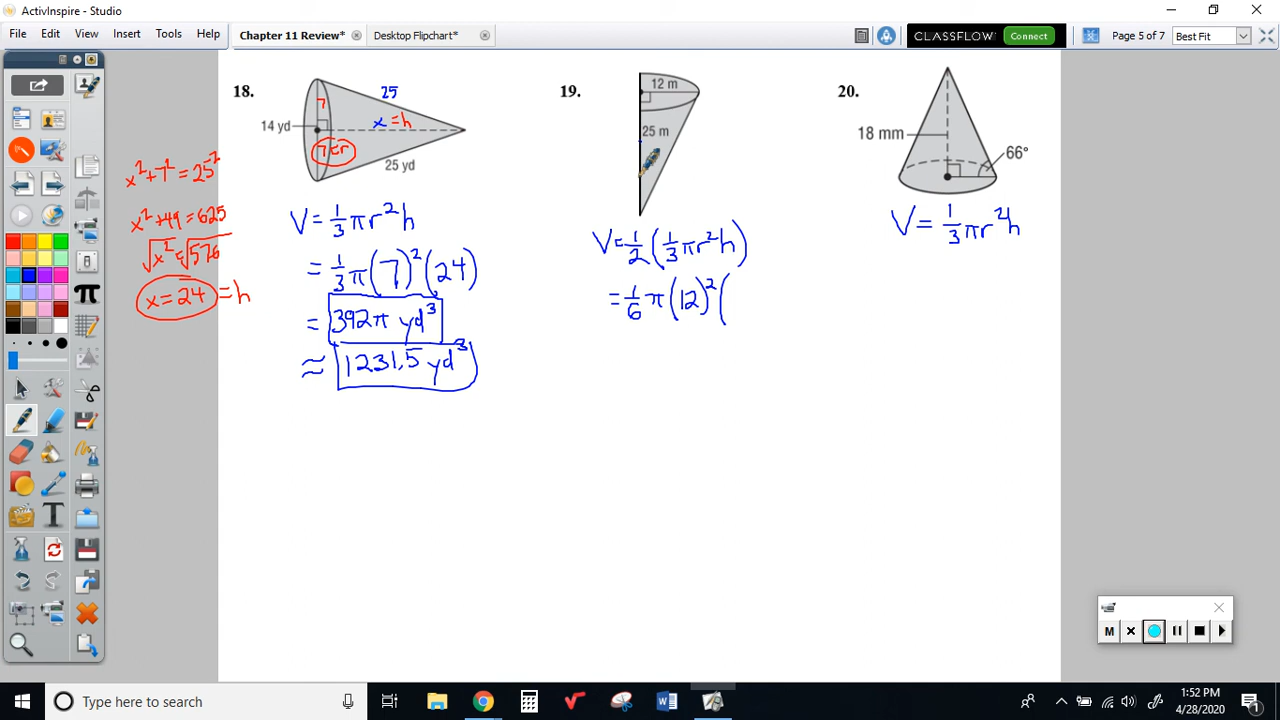 ActivInspire - Studio
File Edit View Insert Tools Help
Chapter 11 Review*
Desktop Flipchart*
CLASSFLOW Connect
Page 5 of 7
Best Fit
18.
14 yd
7
25
x = h
7 = r
25 yd
x² + 7² = 25²
x² + 49 = 625
√x² = √576
x = 24 = h
V = 1/3 πr²h
= 1/3 π(7)²(24)
= 392π yd³
≈ 1231.5 yd³
19.
12 m
25 m
V = 1/2 (1/3 πr²h)
= 1/6 π(12)²(
20.
18 mm
66°
V = 1/3 πr²h
M
Type here to search
1:52 PM
4/28/2020